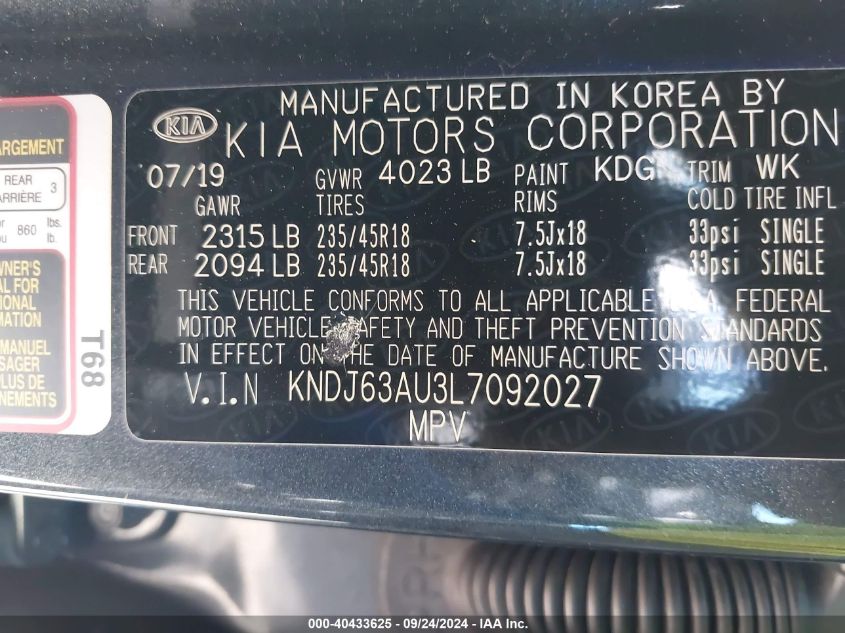 MANUFACTURED IN KOREA BY
KIA KIA MOTORS CORPORATION
07/19 GVWR 4023 LB PAINT KDG TRIM WK
GAWR TIRES RIMS COLD TIRE INFL
FRONT 2315 LB 235/45R18 7.5Jx18 33psi SINGLE
REAR 2094 LB 235/45R18 7.5Jx18 33psi SINGLE
THIS VEHICLE CONFORMS TO ALL APPLICABLE FEDERAL
MOTOR VEHICLE AND THEFT PREVENTION STANDARDS
IN EFFECT ON THE DATE OF MANUFACTURE SHOWN ABOVE.
V.I.N KNDJ63AU3L7092027
MPV
REAR 3
860 lbs.
lb.
T68
000-40433625 - 09/24/2024 - IAA Inc.